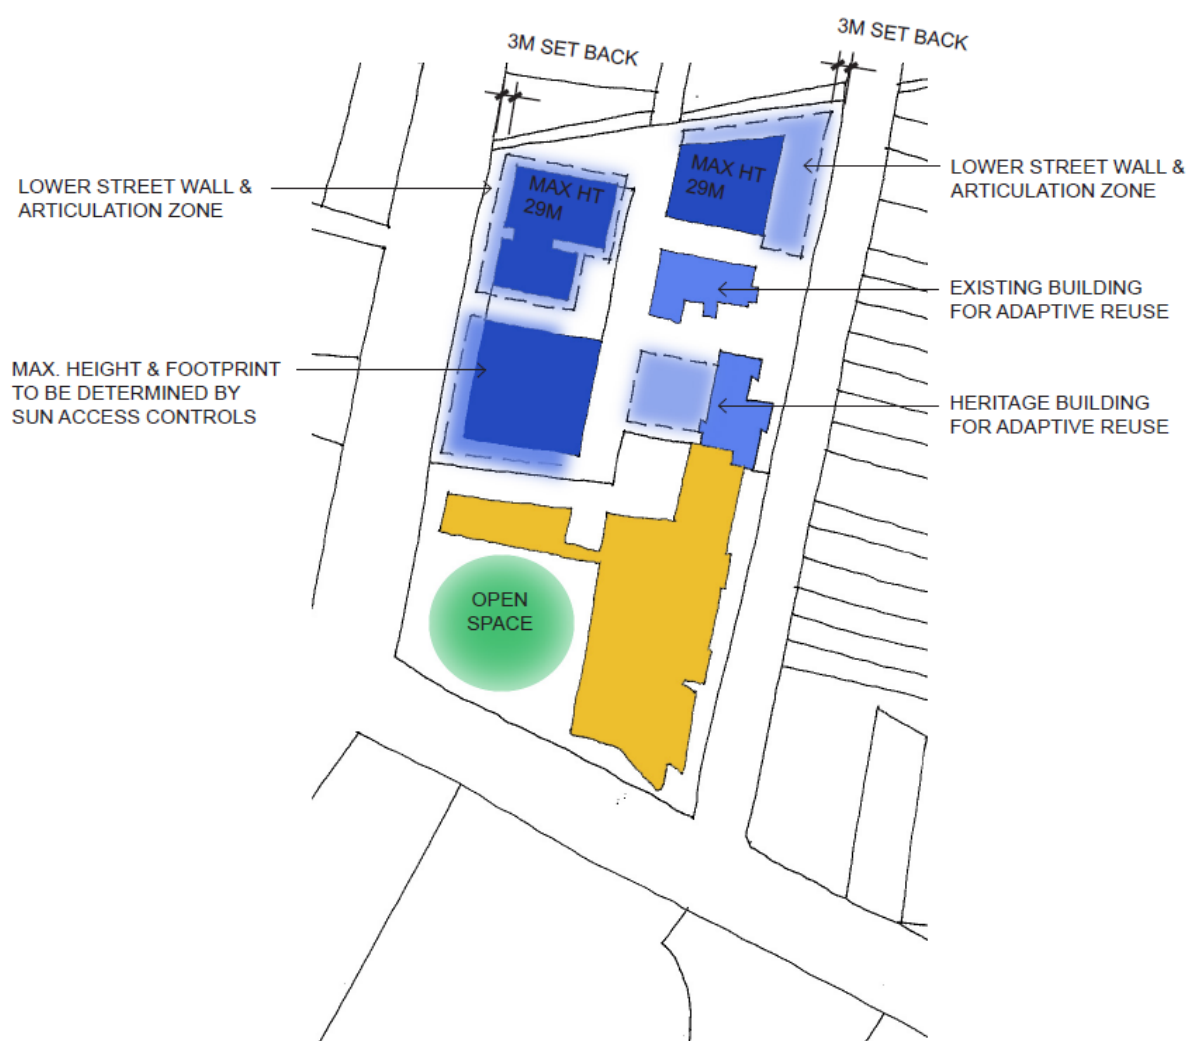 3M SET BACK
3M SET BACK
LOWER STREET WALL &
ARTICULATION ZONE
MAX HT
29M
MAX HT
29M
LOWER STREET WALL &
ARTICULATION ZONE
EXISTING BUILDING
FOR ADAPTIVE REUSE
MAX. HEIGHT & FOOTPRINT
TO BE DETERMINED BY
SUN ACCESS CONTROLS
HERITAGE BUILDING
FOR ADAPTIVE REUSE
OPEN
SPACE